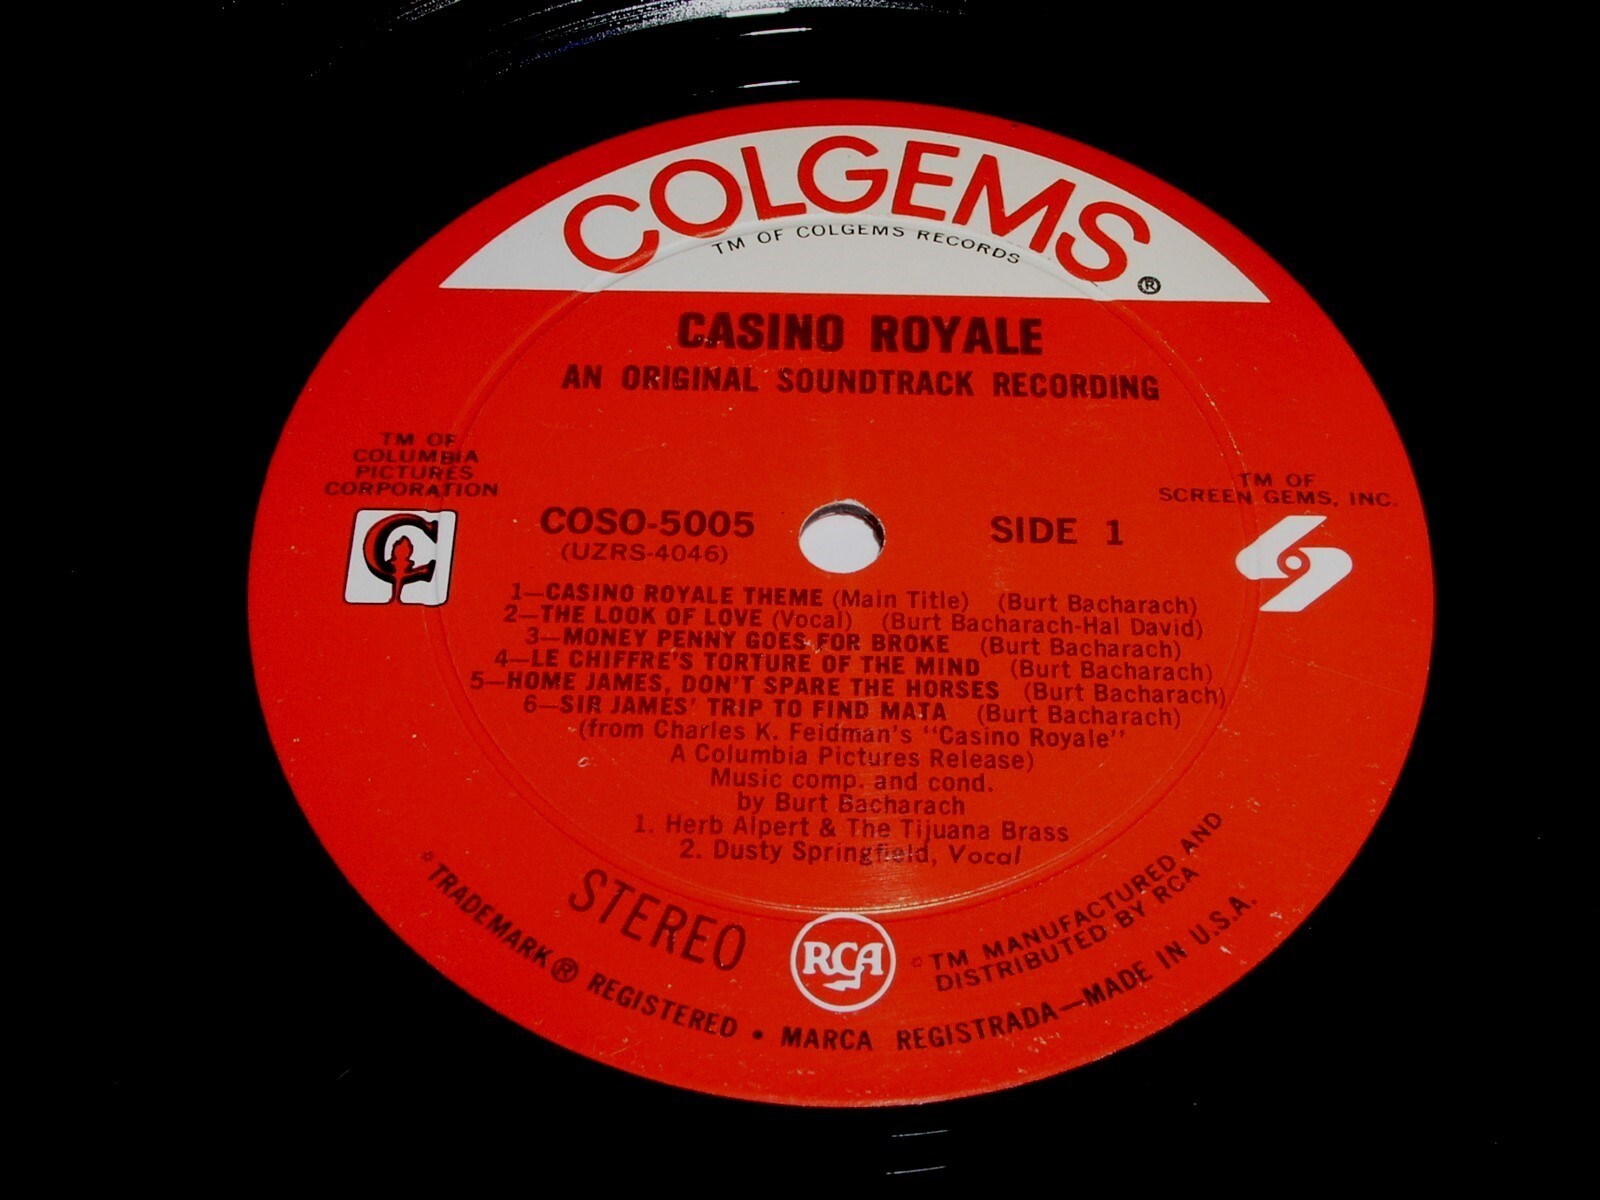 COLGEMS®
TM OF COLGEMS RECORDS
CASINO ROYALE
AN ORIGINAL SOUNDTRACK RECORDING
TM OF
COLUMBIA
PICTURES
CORPORATION
TM OF
SCREEN GEMS, INC.
COSO-5005
(UZRS-4046)
SIDE 1
1—CASINO ROYALE THEME (Main Title) (Burt Bacharach)
2—THE LOOK OF LOVE (Vocal) (Burt Bacharach-Hal David)
3—MONEY PENNY GOES FOR BROKE (Burt Bacharach)
4—LE CHIFFRE'S TORTURE OF THE MIND (Burt Bacharach)
5—HOME JAMES, DON'T SPARE THE HORSES (Burt Bacharach)
6—SIR JAMES' TRIP TO FIND MATA (Burt Bacharach)
(from Charles K. Feldman's "Casino Royale"
A Columbia Pictures Release)
Music comp. and cond.
by Burt Bacharach
1. Herb Alpert & The Tijuana Brass
2. Dusty Springfield, Vocal
STEREO
RCA
TM MANUFACTURED AND
DISTRIBUTED BY RCA
TRADEMARK ® REGISTERED • MARCA REGISTRADA—MADE IN U.S.A.